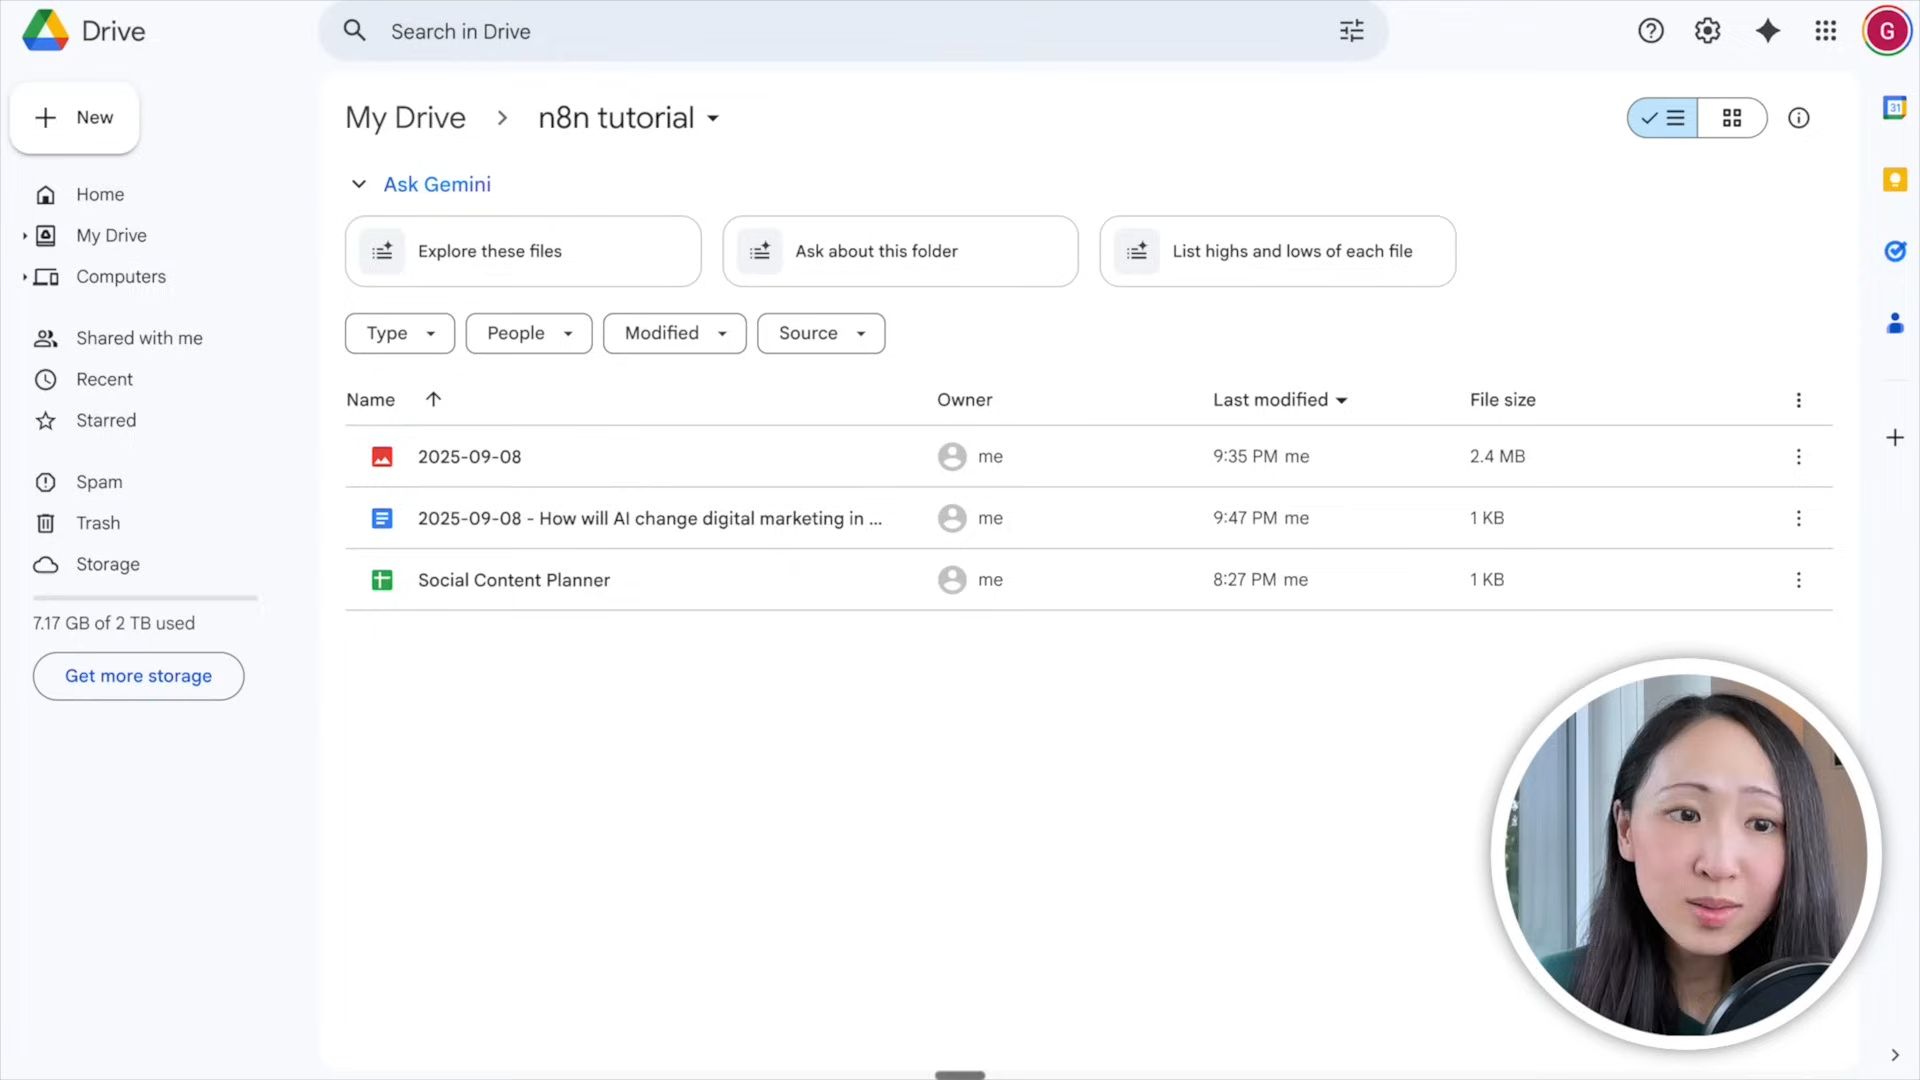 Drive
Search in Drive
G
New
My Drive > n8n tutorial
31
Ask Gemini
Home
My Drive
Computers
Explore these files
Ask about this folder
List highs and lows of each file
Shared with me
Recent
Starred
Type
People
Modified
Source
Name
Owner
Last modified
File size
2025-09-08
me
9:35 PM me
2.4 MB
2025-09-08 - How will AI change digital marketing in ...
me
9:47 PM me
1 KB
Social Content Planner
me
8:27 PM me
1 KB
Spam
Trash
Storage
7.17 GB of 2 TB used
Get more storage